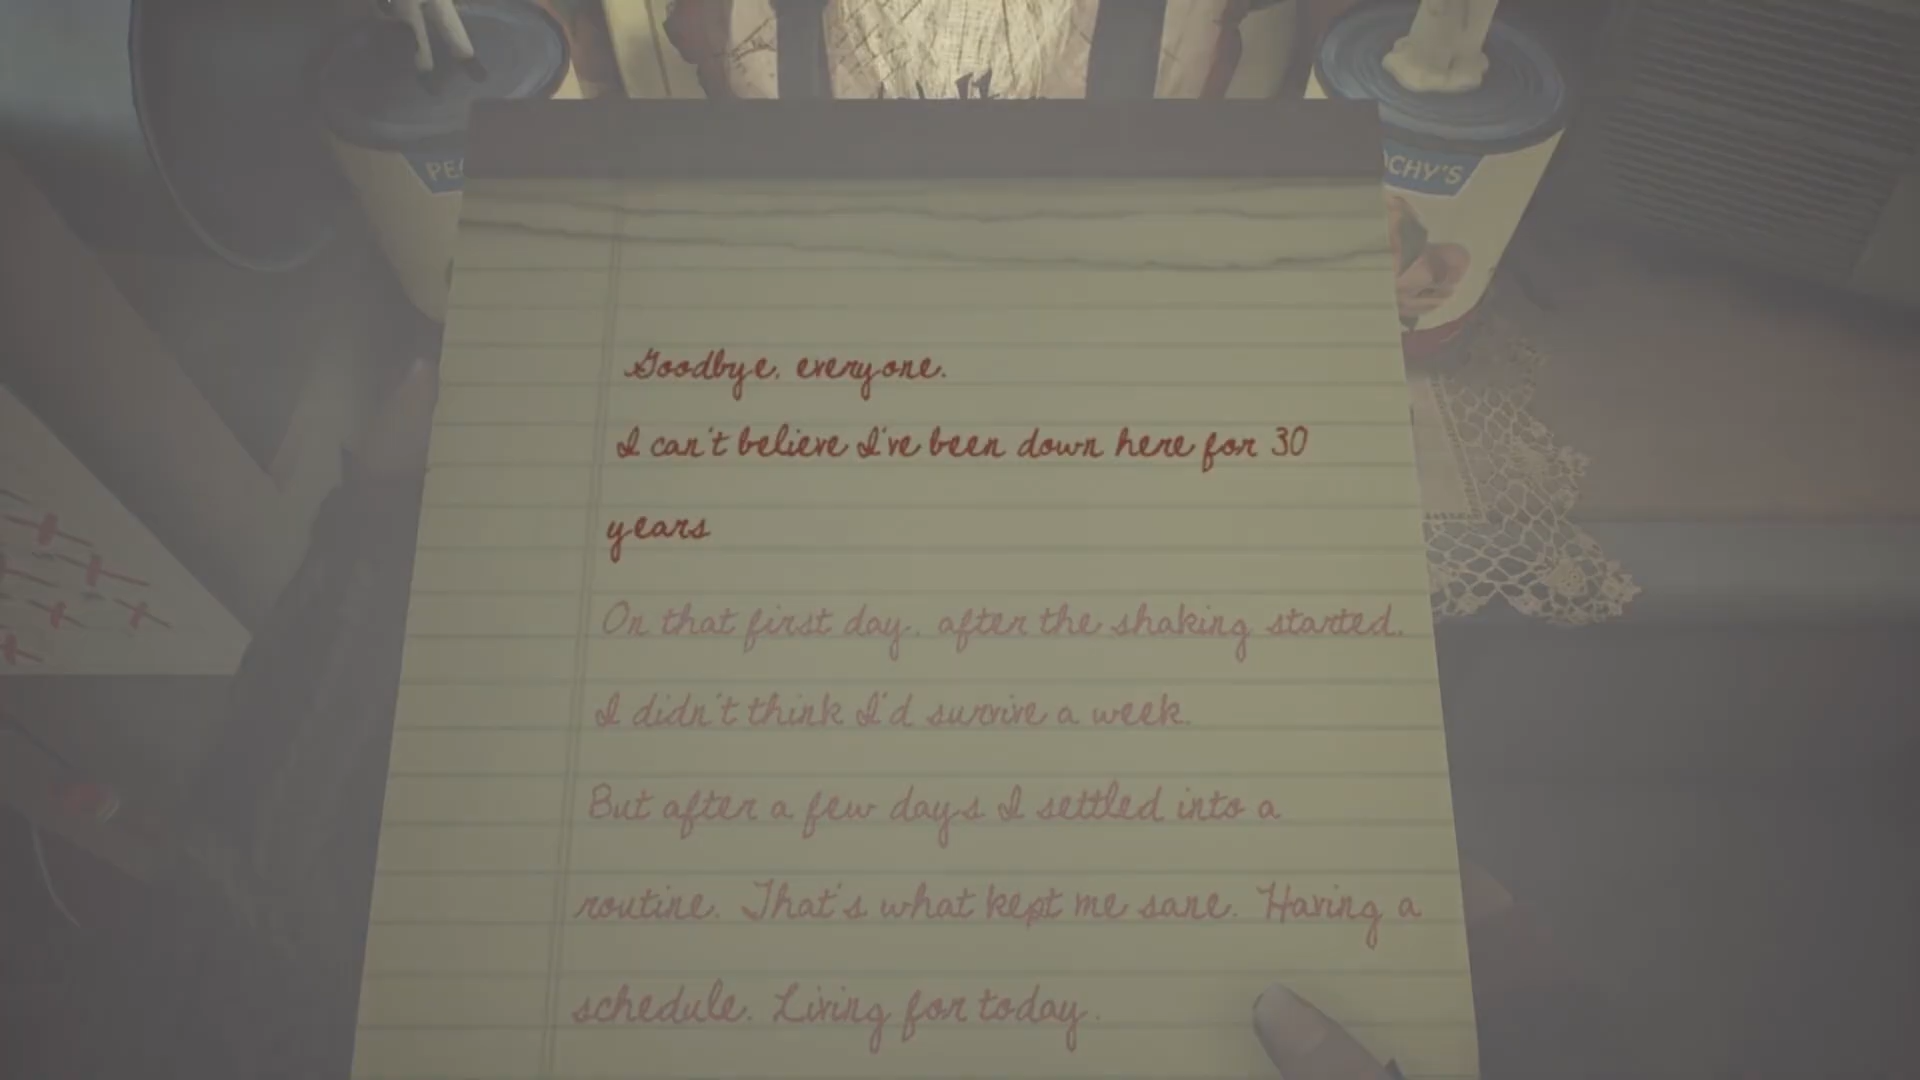 PE
CHY'S
Goodbye, everyone.
I can't believe I've been down here for 30
years
On that first day, after the shaking started,
I didn't think I'd survive a week.
But after a few days I settled into a
routine. That's what kept me sane. Having a
schedule. Living for today.